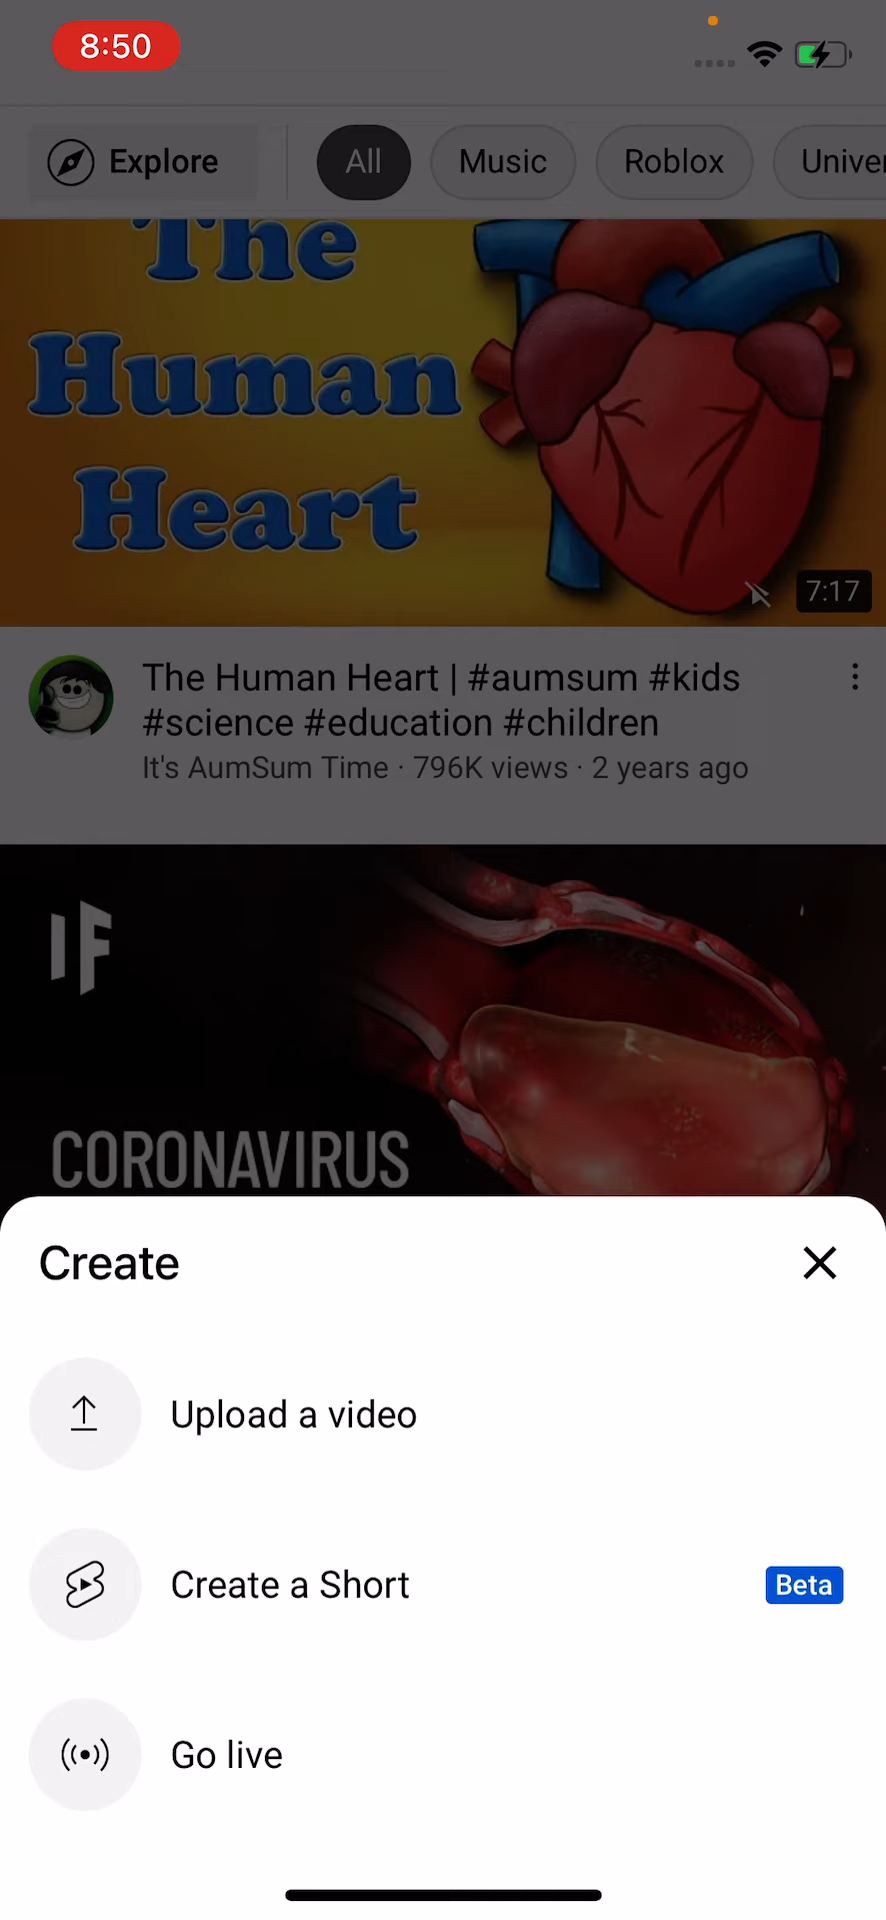 8:50
Explore
All
Music
Roblox
The
Human
Heart
7:17
The Human Heart | #aumsum #kids
#science #education #children
It's AumSum Time · 796K views · 2 years ago
IF
CORONAVIRUS
Create
Upload a video
Create a Short
Beta
Go live